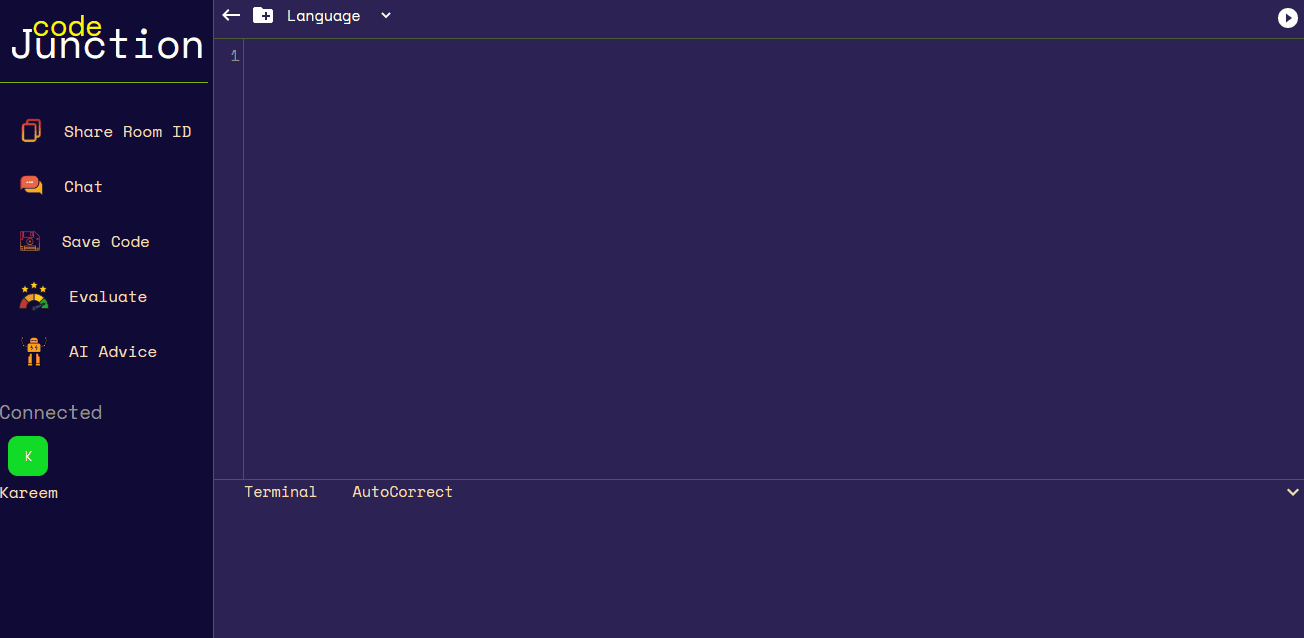 code
Junction
Share Room ID
Chat
Save Code
Evaluate
AI Advice
Connected
K
Kareem
Language
1
Terminal AutoCorrect